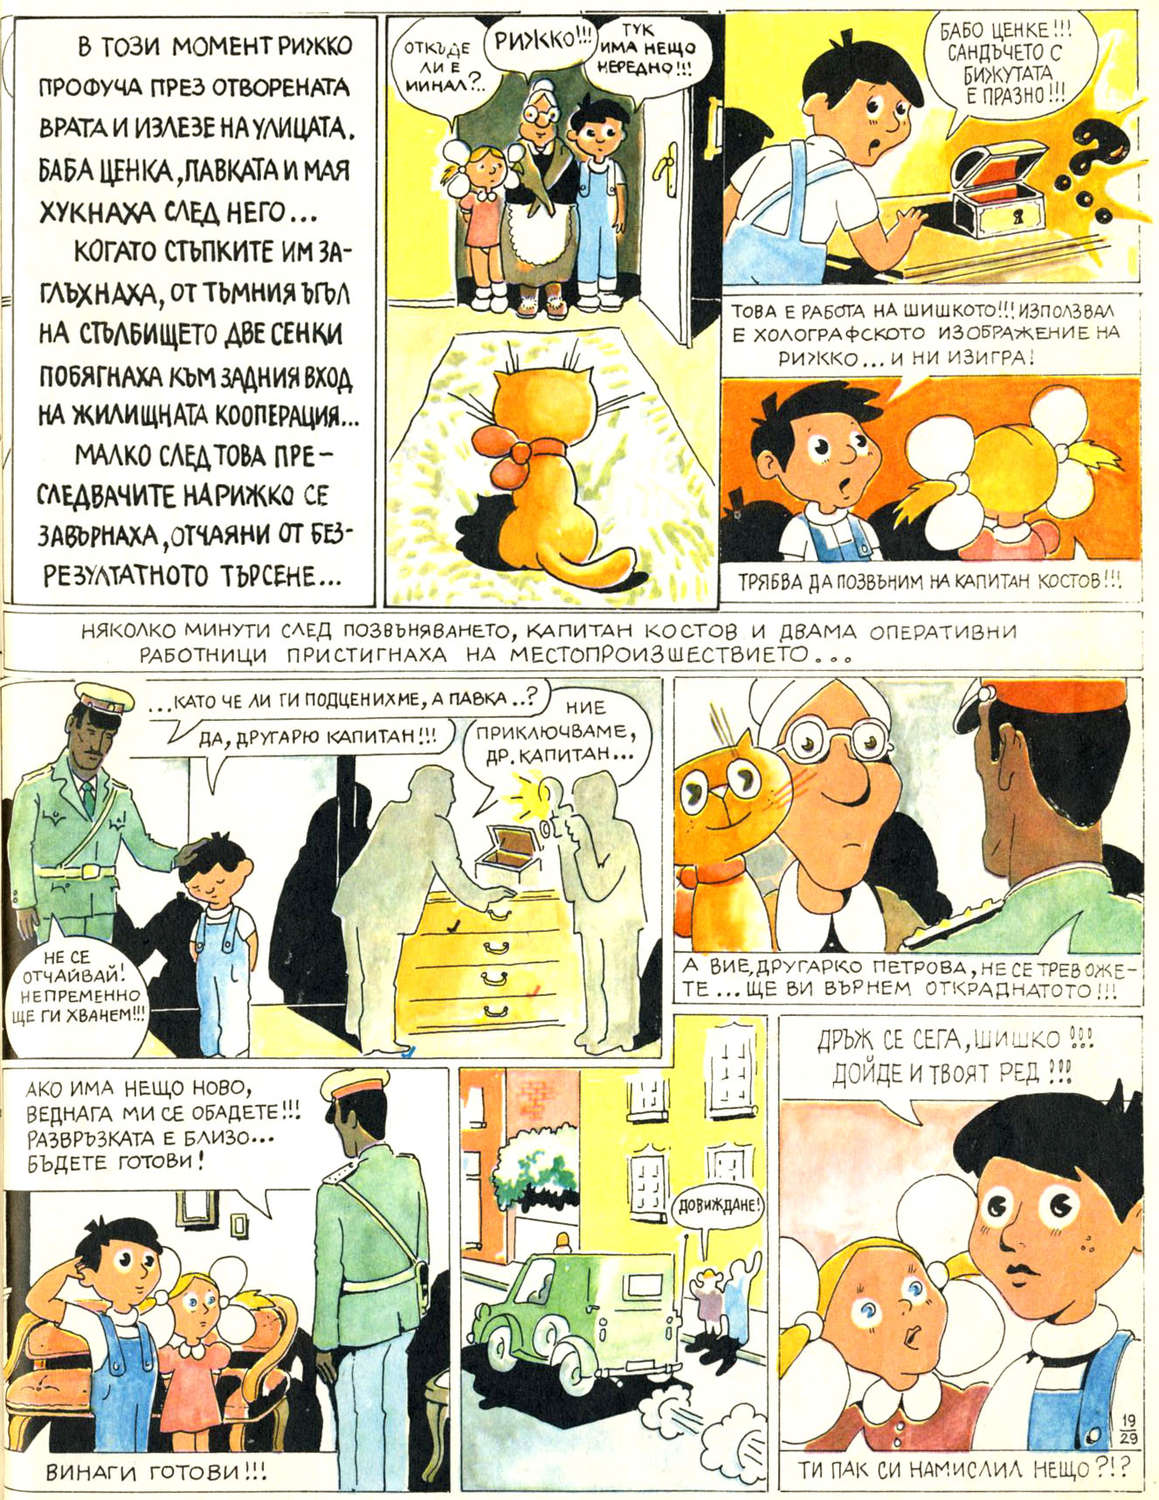 В ТОЗИ МОМЕНТ РИЖКО
ПРОФУЧА ПРЕЗ ОТВОРЕНАТА
ВРАТА И ИЗЛЕЗЕ НА УЛИЦАТА.
БАБА ЦЕНКА, ПАВКАТА И МАЯ
ХУКНАХА СЛЕД НЕГО...
КОГАТО СТЪПКИТЕ ИМ ЗА-
ГЛЪХНАХА, ОТ ТЪМНИЯ ЪГЪЛ
НА СТЪЛБИЩЕТО ДВЕ СЕНКИ
ПОБЯГНАХА КЪМ ЗАДНИЯ ВХОД
НА ЖИЛИЩНАТА КООПЕРАЦИЯ...
МАЛКО СЛЕД ТОВА ПРЕ-
СЛЕДВАЧИТЕ НА РИЖКО СЕ
ЗАВЪРНАХА, ОТЧАЯНИ ОТ БЕЗ-
РЕЗУЛТАТНОТО ТЪРСЕНЕ...
ОТКЪДЕ
ЛИ Е
МИНАЛ?..
РИЖКО!!!
ТУК
ИМА НЕЩО
НЕРЕДНО!!!
БАБО ЦЕНКЕ!!!
САНДЪЧЕТО С
БИЖУТАТА
Е ПРАЗНО!!!
ТОВА Е РАБОТА НА ШИШКОТО!!! ИЗПОЛЗВАЛ
Е ХОЛОГРАФСКОТО ИЗОБРАЖЕНИЕ НА
РИЖКО... И НИ ИЗИГРА!
ТРЯБВА ДА ПОЗВЪНИМ НА КАПИТАН КОСТОВ!!!
НЯКОЛКО МИНУТИ СЛЕД ПОЗВЪНЯВАНЕТО, КАПИТАН КОСТОВ И ДВАМА ОПЕРАТИВНИ
РАБОТНИЦИ ПРИСТИГНАХА НА МЕСТОПРОИЗШЕСТВИЕТО...
...КАТО ЧЕ ЛИ ГИ ПОДЦЕНИХМЕ, А ПАВКА..?
ДА, ДРУГАРЮ КАПИТАН!!!
НИЕ
ПРИКЛЮЧВАМЕ,
ДР. КАПИТАН...
НЕ СЕ
ОТЧАЙВАЙ!
НЕПРЕМЕННО
ЩЕ ГИ ХВАНЕМ!!!
А ВИЕ, ДРУГАРКО ПЕТРОВА, НЕ СЕ ТРЕВОЖЕ-
ТЕ... ЩЕ ВИ ВЪРНЕМ ОТКРАДНАТОТО!!!
АКО ИМА НЕЩО НОВО,
ВЕДНАГА МИ СЕ ОБАДЕТЕ!!!
РАЗВРЪЗКАТА Е БЛИЗО...
БЪДЕТЕ ГОТОВИ!
ВИНАГИ ГОТОВИ!!!
ДОВИЖДАНЕ!
ДРЪЖ СЕ СЕГА, ШИШКО!!!
ДОЙДЕ И ТВОЯТ РЕД!!!
19
29
ТИ ПАК СИ НАМИСЛИЛ НЕЩО?!?